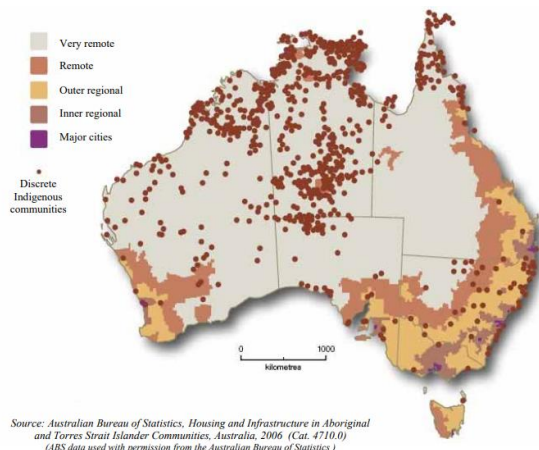 Very remote
Remote
Outer regional
Inner regional
Major cities
Discrete
Indigenous
communities
0 1000
kilometres
Source: Australian Bureau of Statistics, Housing and Infrastructure in Aboriginal
and Torres Strait Islander Communities, Australia, 2006 (Cat. 4710.0)
(ABS data used with permission from the Australian Bureau of Statistics )